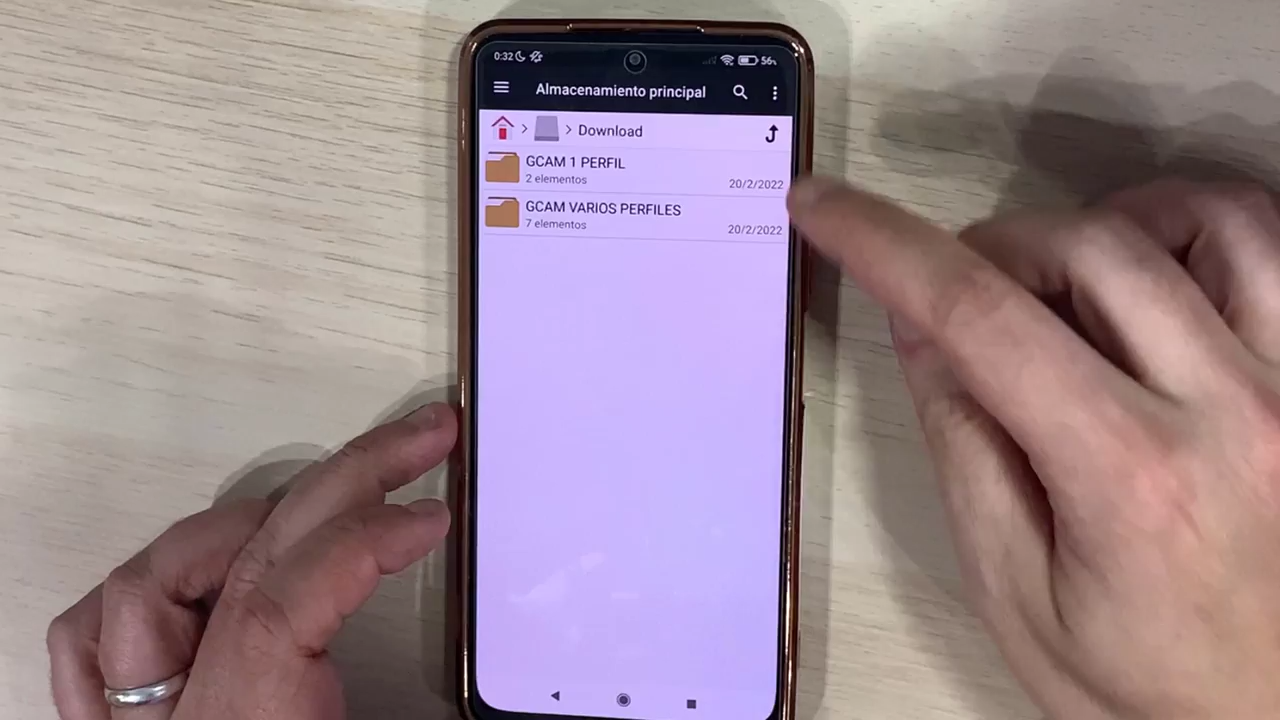 0:32 56%
Almacenamiento principal
Download
GCAM 1 PERFIL
2 elementos 20/2/2022
GCAM VARIOS PERFILES
7 elementos 20/2/2022